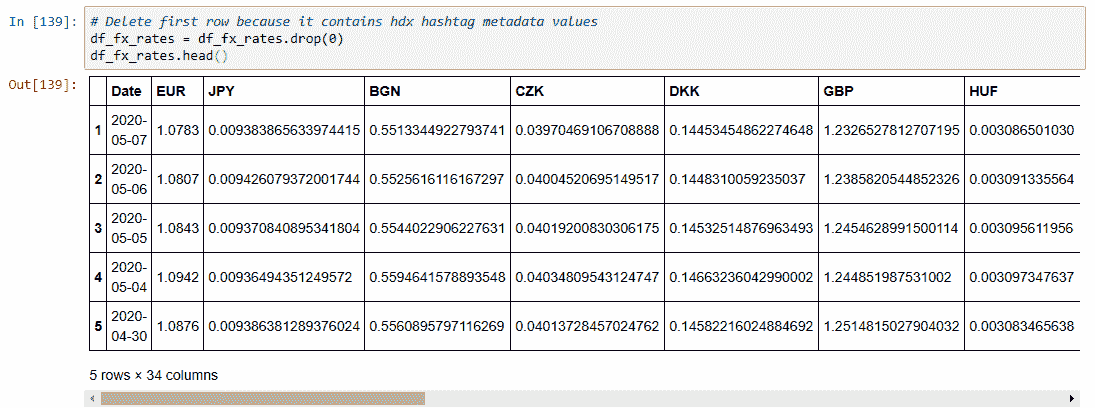 In [139]:
# Delete first row because it contains hdx hashtag metadata values
df_fx_rates = df_fx_rates.drop(0)
df_fx_rates.head()
Out[139]:
Date EUR JPY BGN CZK DKK GBP HUF
1 2020-05-07 1.0783 0.009383865633974415 0.5513344922793741 0.03970469106708888 0.14453454862274648 1.2326527812707195 0.003086501030
2 2020-05-06 1.0807 0.009426079372001744 0.5525616116167297 0.04004520695149517 0.1448310059235037 1.2385820544852326 0.003091335564
3 2020-05-05 1.0843 0.009370840895341804 0.5544022906227631 0.04019200830306175 0.14532514876963493 1.2454628991500114 0.003095611956
4 2020-05-04 1.0942 0.00936494351249572 0.5594641578893548 0.04034809543124747 0.14663236042990002 1.244851987531002 0.003097347637
5 2020-04-30 1.0876 0.009386381289376024 0.5560895797116269 0.04013728457024762 0.14582216024884692 1.2514815027904032 0.003083465638
5 rows × 34 columns